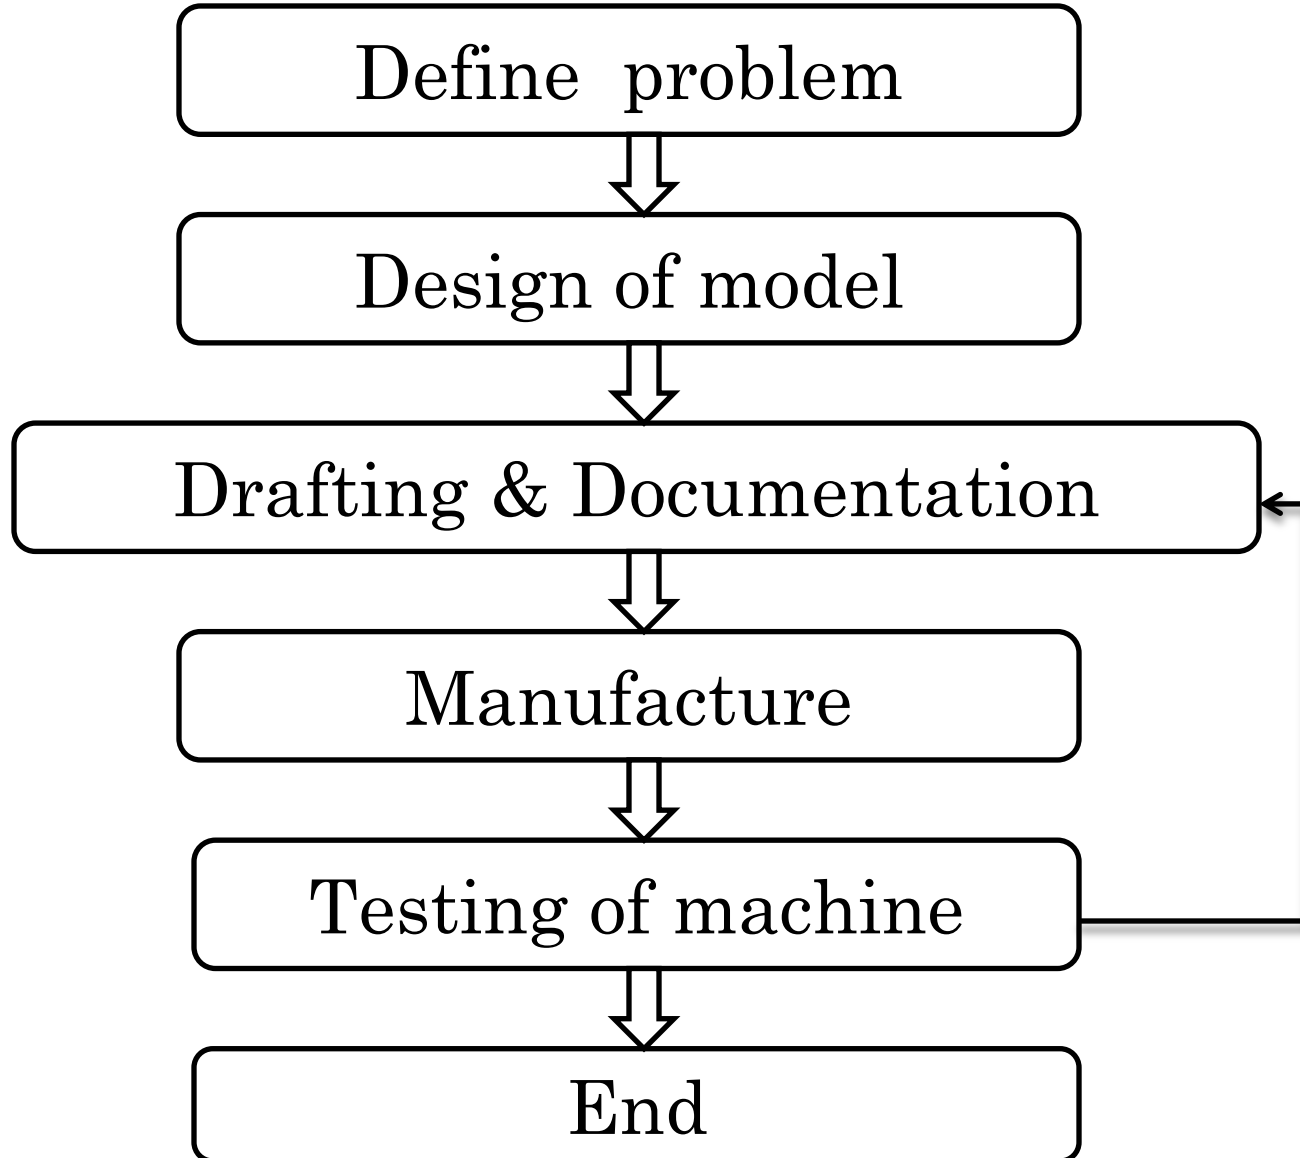 Define problem
Design of model
Drafting & Documentation
Manufacture
Testing of machine
End